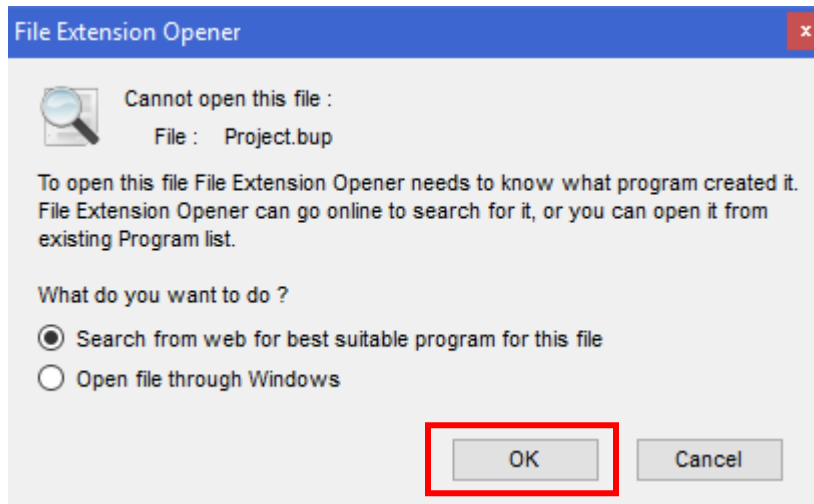 File Extension Opener
x
Cannot open this file :
File : Project.bup
To open this file File Extension Opener needs to know what program created it.
File Extension Opener can go online to search for it, or you can open it from
existing Program list.
What do you want to do ?
Search from web for best suitable program for this file
Open file through Windows
OK Cancel